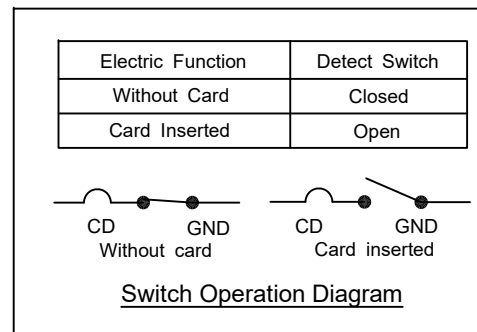 Electric Function Detect Switch
Without Card Closed
Card Inserted Open
CD GND CD GND
Without card Card inserted
Switch Operation Diagram